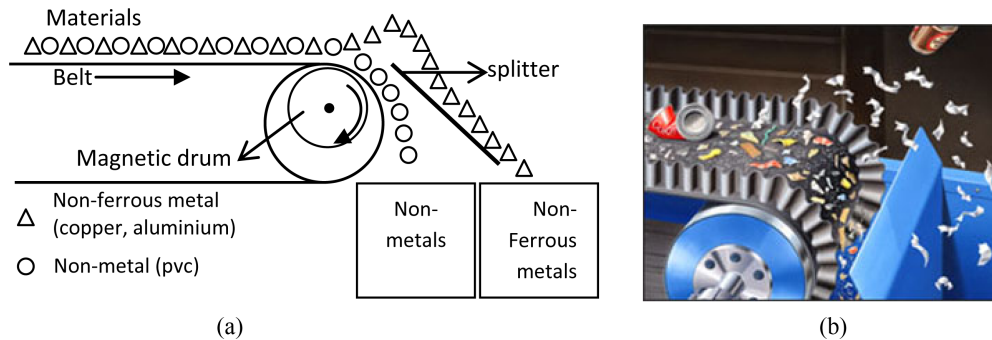 Materials
Belt
splitter
Magnetic drum
Non-ferrous metal
(copper, aluminium)
Non-metal (pvc)
Non-
metals
Non-
Ferrous
metals
(a)
(b)